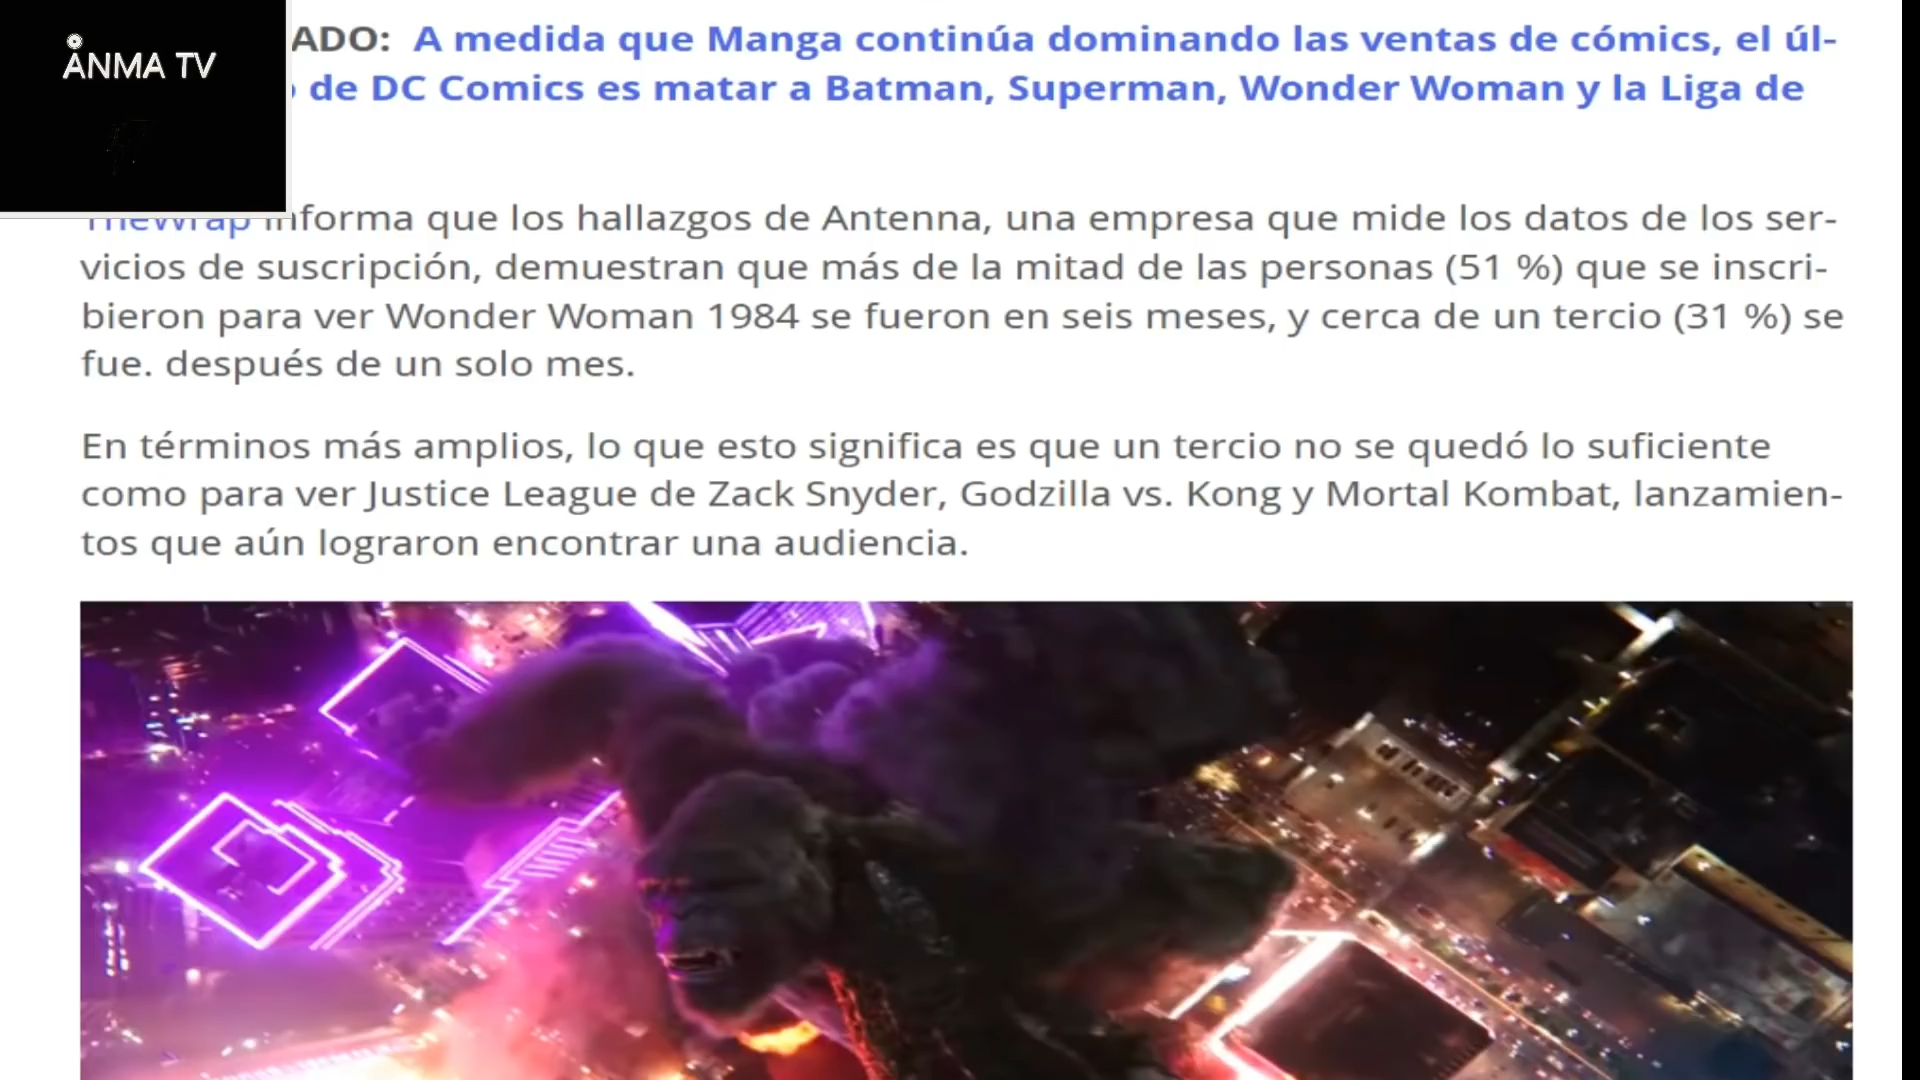 ÅNMA TV
ADO: A medida que Manga continúa dominando las ventas de cómics, el úl-
de DC Comics es matar a Batman, Superman, Wonder Woman y la Liga de
TheWrap informa que los hallazgos de Antenna, una empresa que mide los datos de los ser-
vicios de suscripción, demuestran que más de la mitad de las personas (51 %) que se inscri-
bieron para ver Wonder Woman 1984 se fueron en seis meses, y cerca de un tercio (31 %) se
fue. después de un solo mes.
En términos más amplios, lo que esto significa es que un tercio no se quedó lo suficiente
como para ver Justice League de Zack Snyder, Godzilla vs. Kong y Mortal Kombat, lanzamien-
tos que aún lograron encontrar una audiencia.